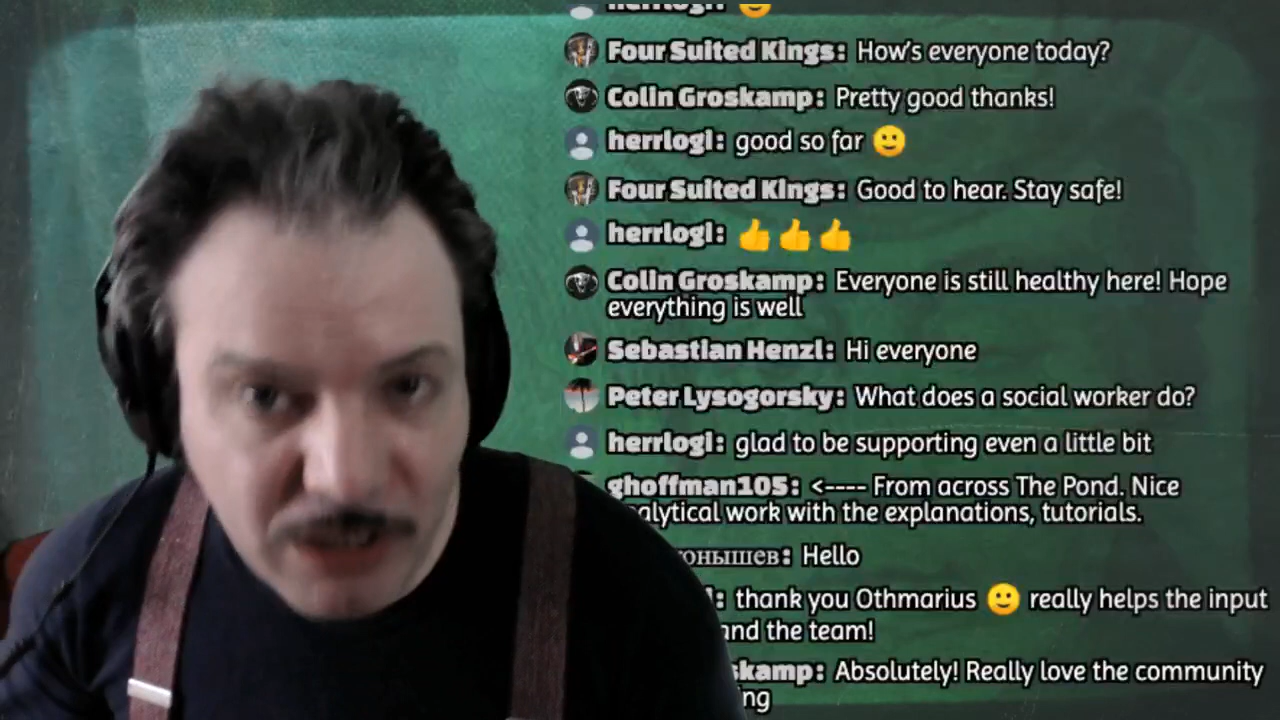 herrlogi: 🙂
Four Suited Kings: How's everyone today?
Colin Groskamp: Pretty good thanks!
herrlogi: good so far 🙂
Four Suited Kings: Good to hear. Stay safe!
herrlogi: 👍👍👍
Colin Groskamp: Everyone is still healthy here! Hope
everything is well
Sebastian Henzl: Hi everyone
Peter Lysogorsky: What does a social worker do?
herrlogi: glad to be supporting even a little bit
ghoffman105: <---- From across The Pond. Nice
alytical work with the explanations, tutorials.
онышев: Hello
: thank you Othmarius 🙂 really helps the input
and the team!
skamp: Absolutely! Really love the community
ng